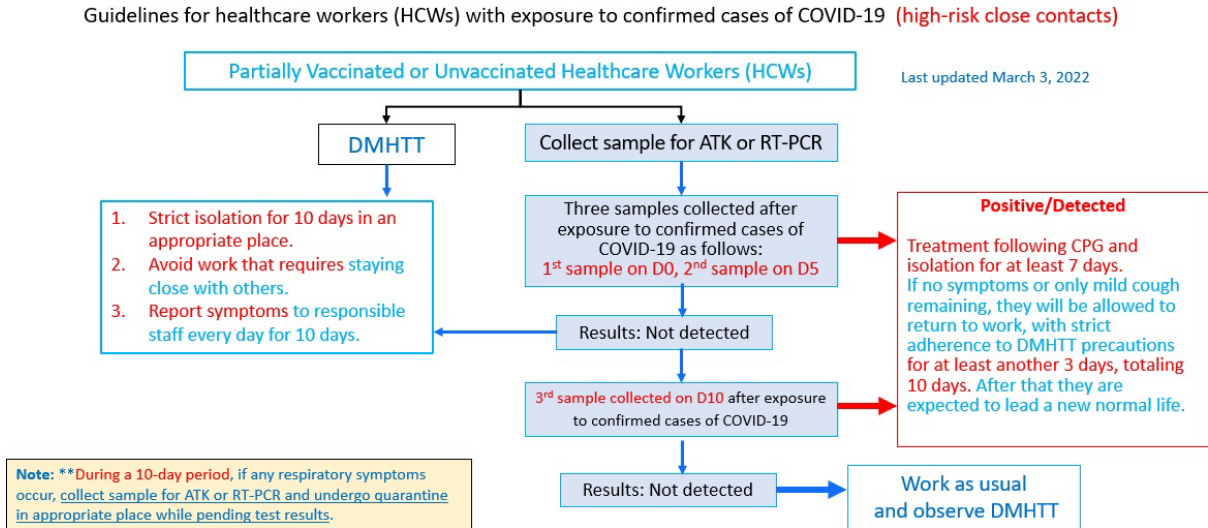 Guidelines for healthcare workers (HCWs) with exposure to confirmed cases of COVID-19 (high-risk close contacts)
Partially Vaccinated or Unvaccinated Healthcare Workers (HCWs)
Last updated March 3, 2022
DMHTT
Collect sample for ATK or RT-PCR
1. Strict isolation for 10 days in an
appropriate place.
2. Avoid work that requires staying
close with others.
3. Report symptoms to responsible
staff every day for 10 days.
Three samples collected after
exposure to confirmed cases of
COVID-19 as follows:
1st sample on D0, 2nd sample on D5
Positive/Detected
Treatment following CPG and
isolation for at least 7 days.
If no symptoms or only mild cough
remaining, they will be allowed to
return to work, with strict
adherence to DMHTT precautions
for at least another 3 days, totaling
10 days. After that they are
expected to lead a new normal life.
Results: Not detected
3rd sample collected on D10 after exposure
to confirmed cases of COVID-19
Note: **During a 10-day period, if any respiratory symptoms
occur, collect sample for ATK or RT-PCR and undergo quarantine
in appropriate place while pending test results.
Results: Not detected
Work as usual
and observe DMHTT